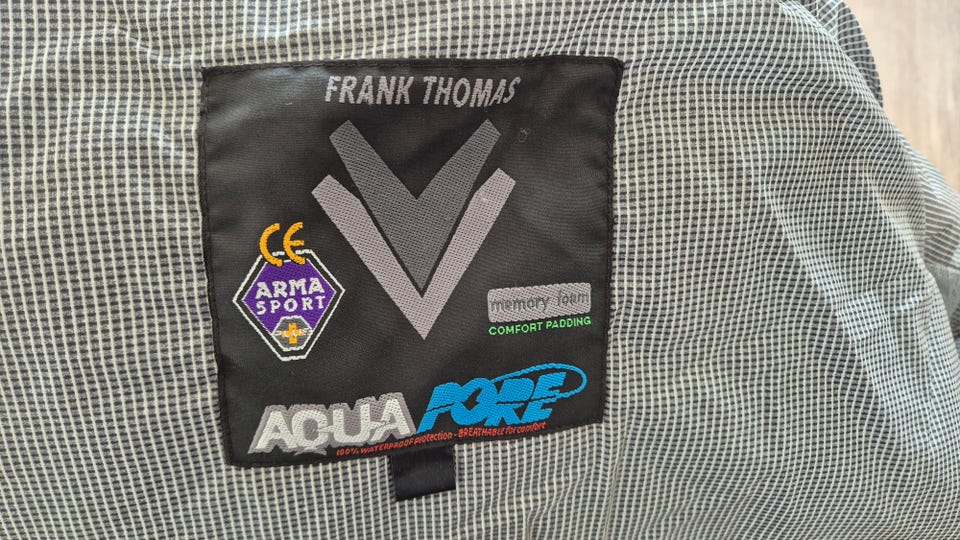 FRANK THOMAS
CE
ARMA
SPORT
memory foam
COMFORT PADDING
AQUA PORE
100% WATERPROOF protection - BREATHABLE for comfort